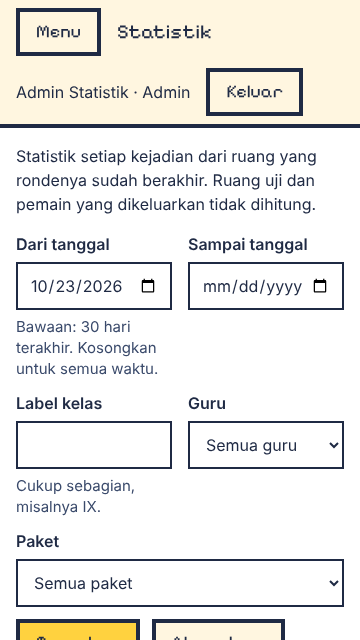 Menu
Statistik
Admin Statistik · Admin
Keluar
Statistik setiap kejadian dari ruang yang
rondenya sudah berakhir. Ruang uji dan
pemain yang dikeluarkan tidak dihitung.
Dari tanggal
Sampai tanggal
10/23/2026
mm/dd/yyyy
Bawaan: 30 hari
terakhir. Kosongkan
untuk semua waktu.
Label kelas
Guru
Semua guru
Cukup sebagian,
misalnya IX.
Paket
Semua paket